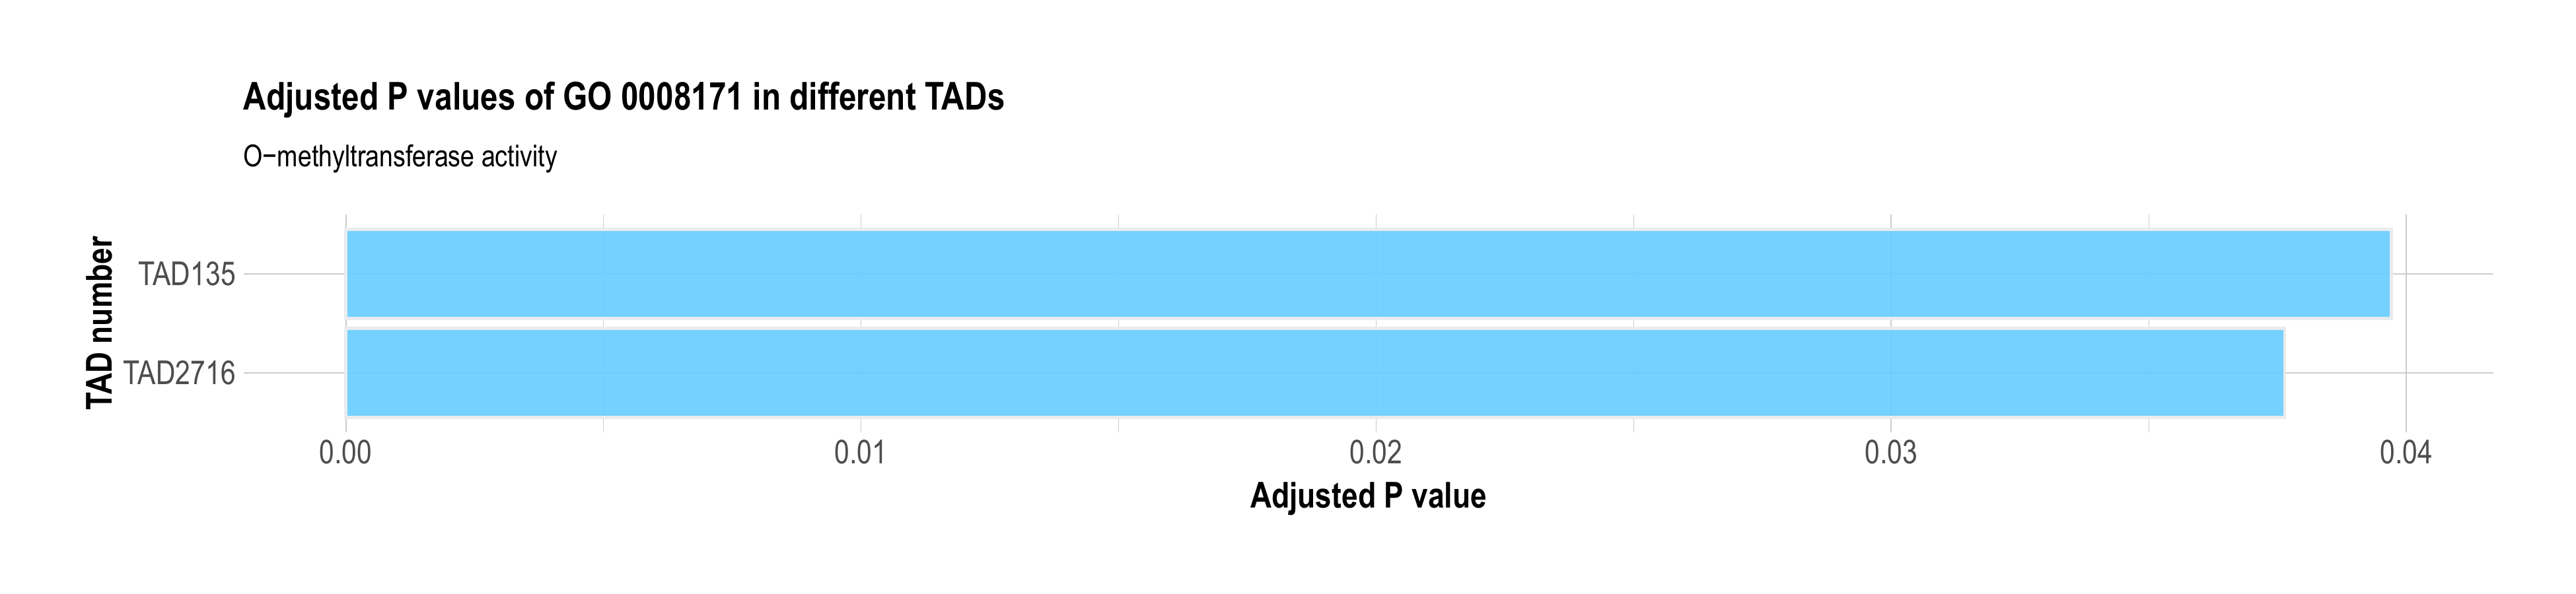 Adjusted P values of GO 0008171 in different TADs
O−methyltransferase activity
TAD number
TAD135
TAD2716
0.00 0.01 0.02 0.03 0.04
Adjusted P value